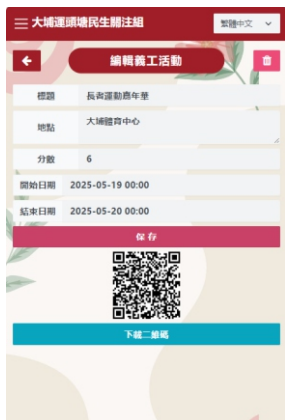 大埔運頭塘民生關注組
繁體中文
編輯義工活動
標題 長者運動嘉年華
地點 大埔體育中心
分數 6
開始日期 2025-05-19 00:00
結束日期 2025-05-20 00:00
保存
下載二維碼